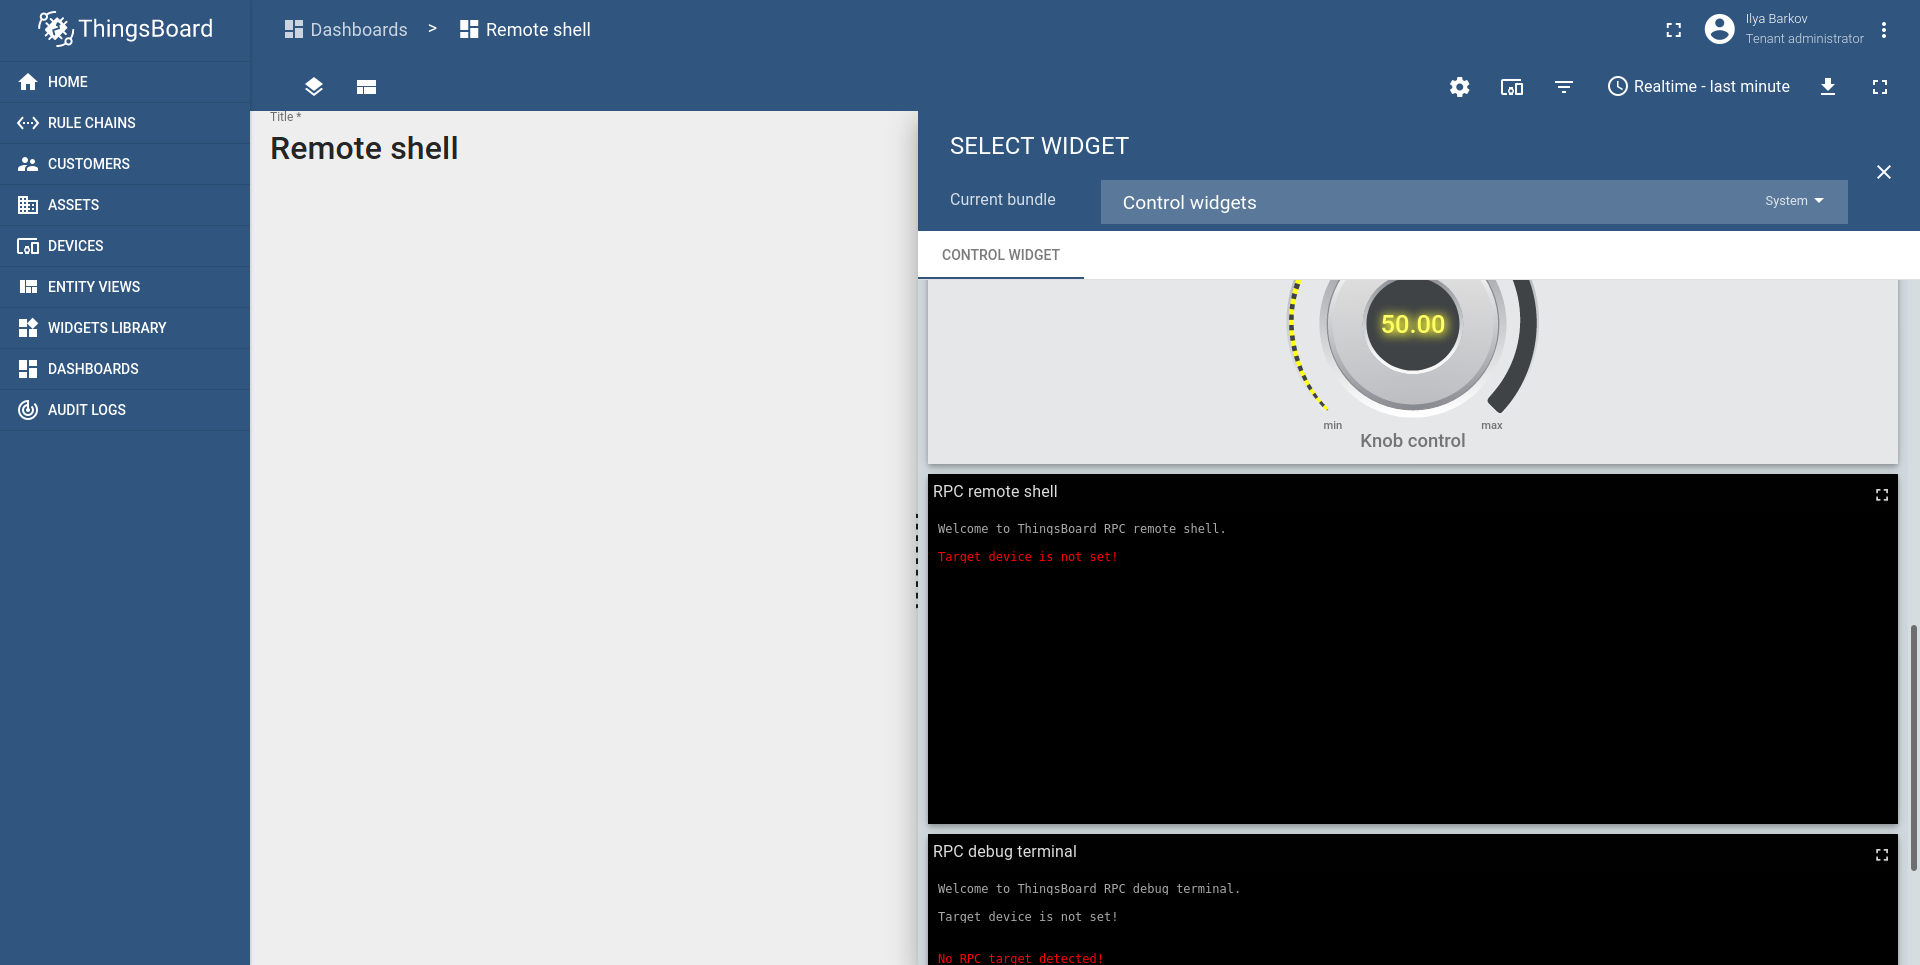 ThingsBoard
HOME
RULE CHAINS
CUSTOMERS
ASSETS
DEVICES
ENTITY VIEWS
WIDGETS LIBRARY
DASHBOARDS
AUDIT LOGS
Dashboards > Remote shell
Ilya Barkov
Tenant administrator
Realtime - last minute
Title *
Remote shell
SELECT WIDGET
Current bundle
Control widgets
System
CONTROL WIDGET
50.00
min
max
Knob control
RPC remote shell
Welcome to ThingsBoard RPC remote shell.
Target device is not set!
RPC debug terminal
Welcome to ThingsBoard RPC debug terminal.
Target device is not set!
No RPC target detected!